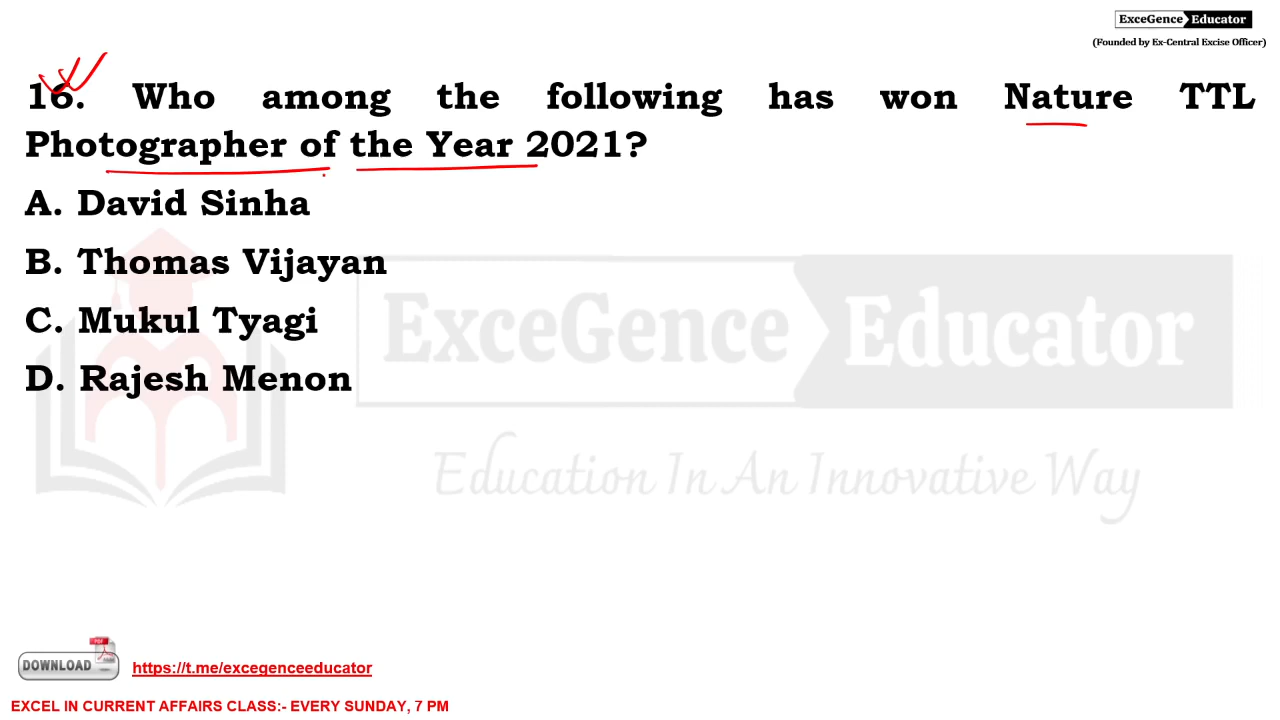 ExceGence Educator
(Founded by Ex-Central Excise Officer)
16. Who among the following has won Nature TTL
Photographer of the Year 2021?
A. David Sinha
B. Thomas Vijayan
C. Mukul Tyagi
D. Rajesh Menon
ExceGence Educator
Education In An Innovative Way
PDF
DOWNLOAD https://t.me/excegenceeducator
EXCEL IN CURRENT AFFAIRS CLASS:- EVERY SUNDAY, 7 PM